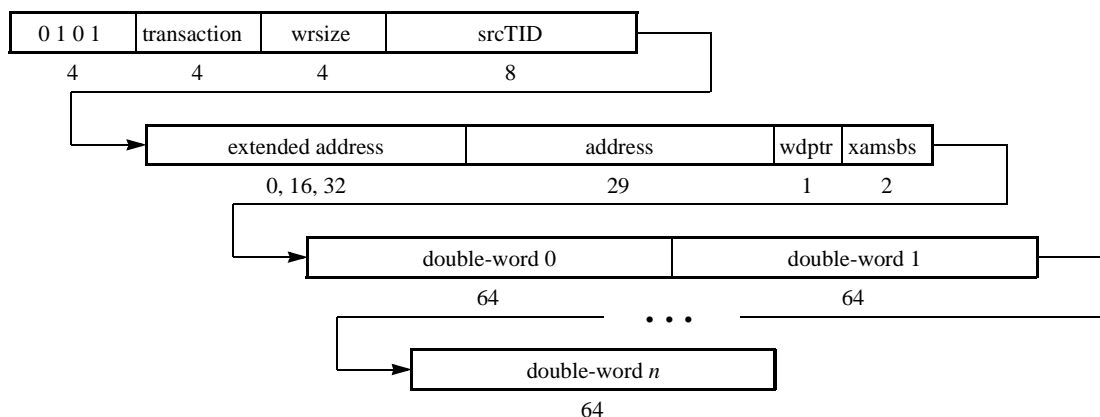 0 1 0 1 transaction wrsize srcTID
4 4 4 8
extended address address wdptr xamsbs
0, 16, 32 29 1 2
double-word 0 double-word 1
64 64
• • •
double-word n
64